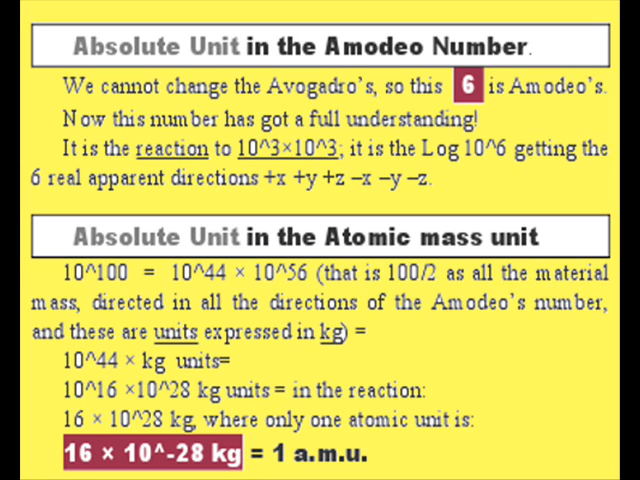 Absolute Unit in the Amodeo Number.
We cannot change the Avogadro's, so this 6 is Amodeo's.
Now this number has got a full understanding!
It is the reaction to 10^3×10^3; it is the Log 10^6 getting the
6 real apparent directions +x +y +z –x –y –z.
Absolute Unit in the Atomic mass unit
10^100 = 10^44 × 10^56 (that is 100/2 as all the material
mass, directed in all the directions of the Amodeo's number,
and these are units expressed in kg) =
10^44 × kg units=
10^16 ×10^28 kg units = in the reaction:
16 × 10^28 kg, where only one atomic unit is:
16 × 10^-28 kg = 1 a.m.u.